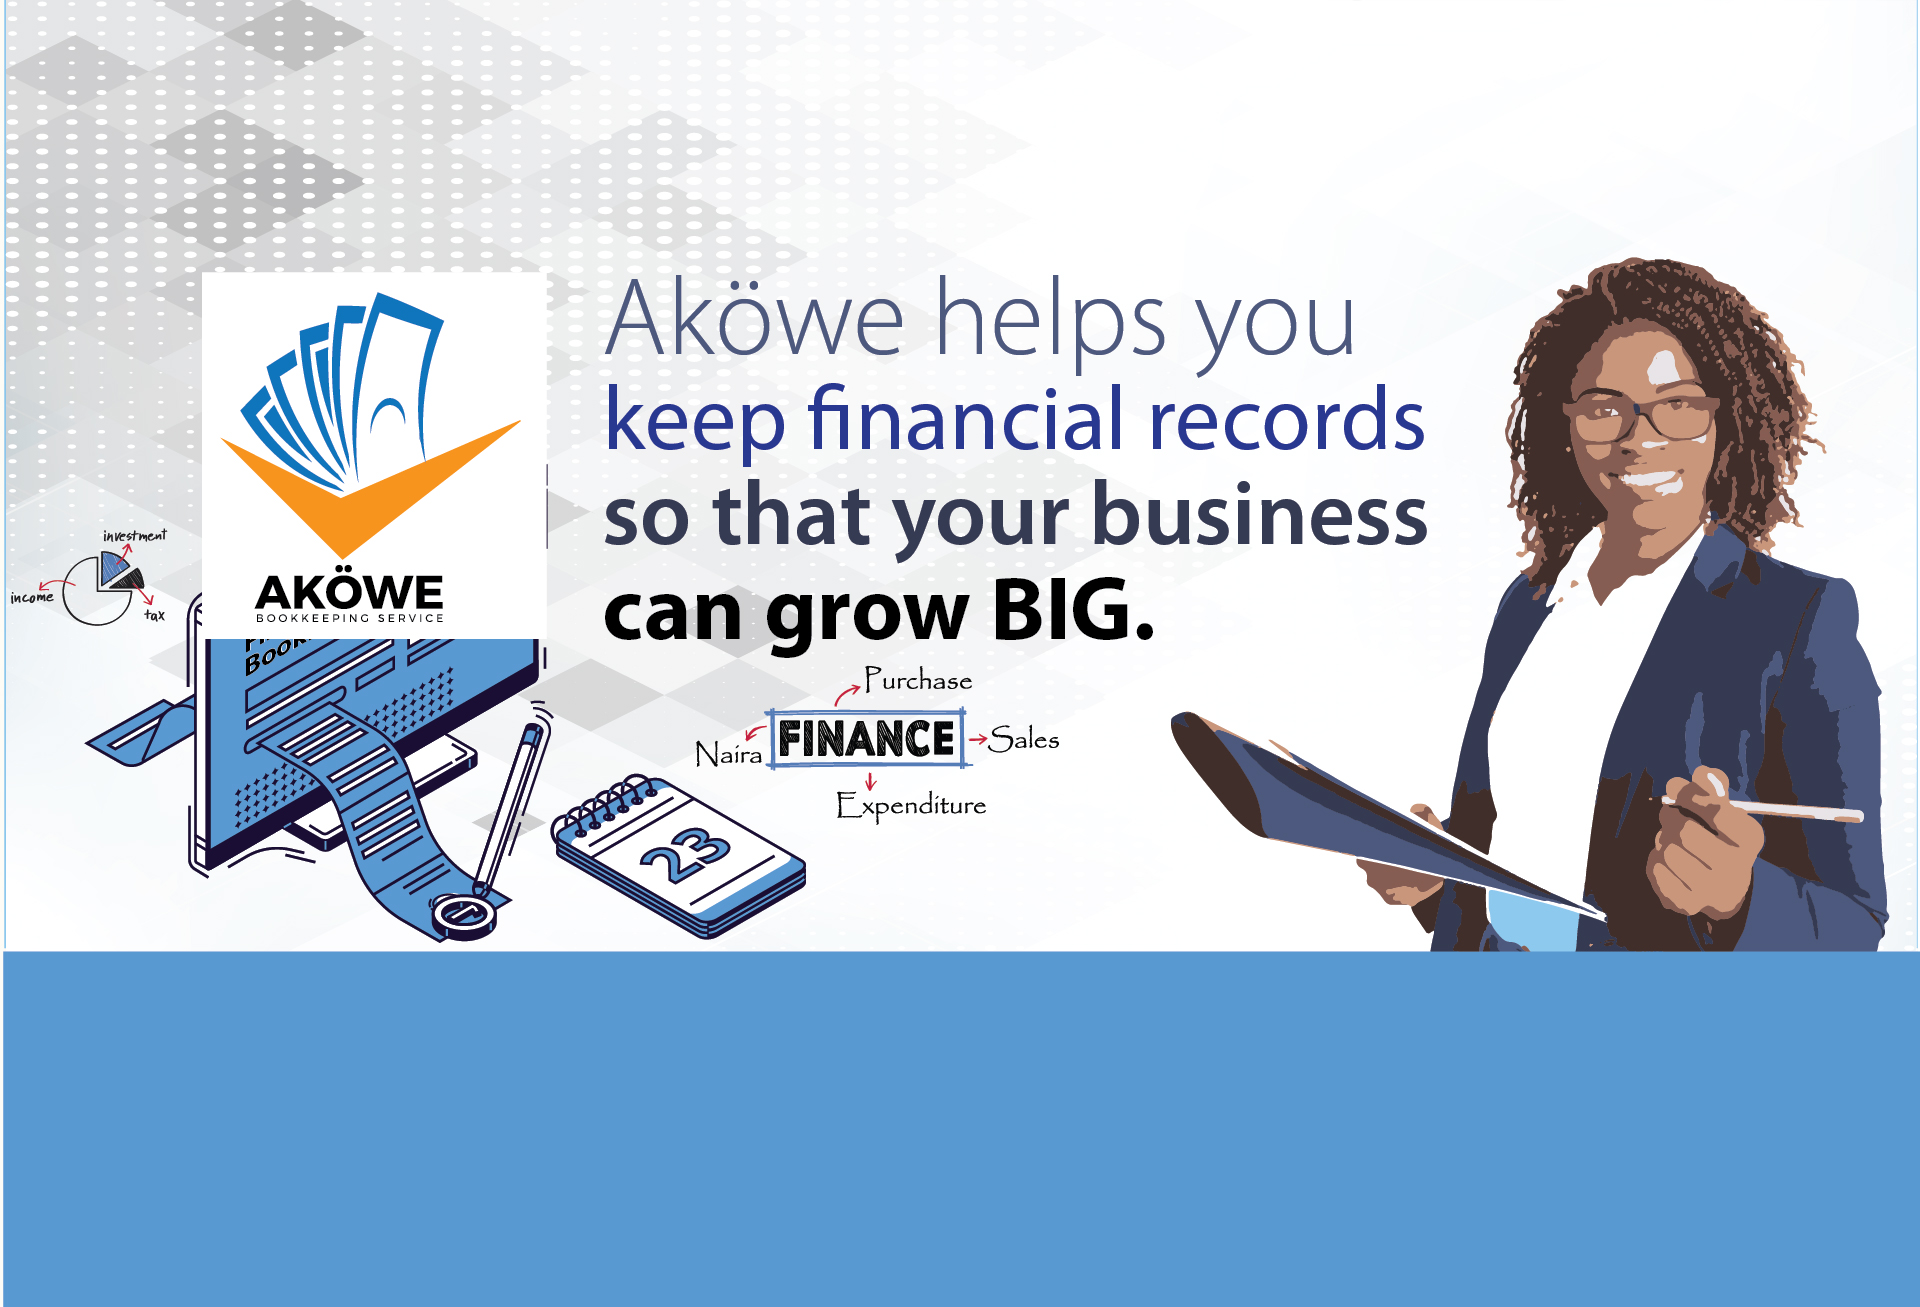 Aköwe helps you
keep financial records
so that your business
can grow BIG.
AKÖWE
BOOKKEEPING SERVICE
investment
income
tax
Purchase
FINANCE
Naira
Sales
Expenditure
23